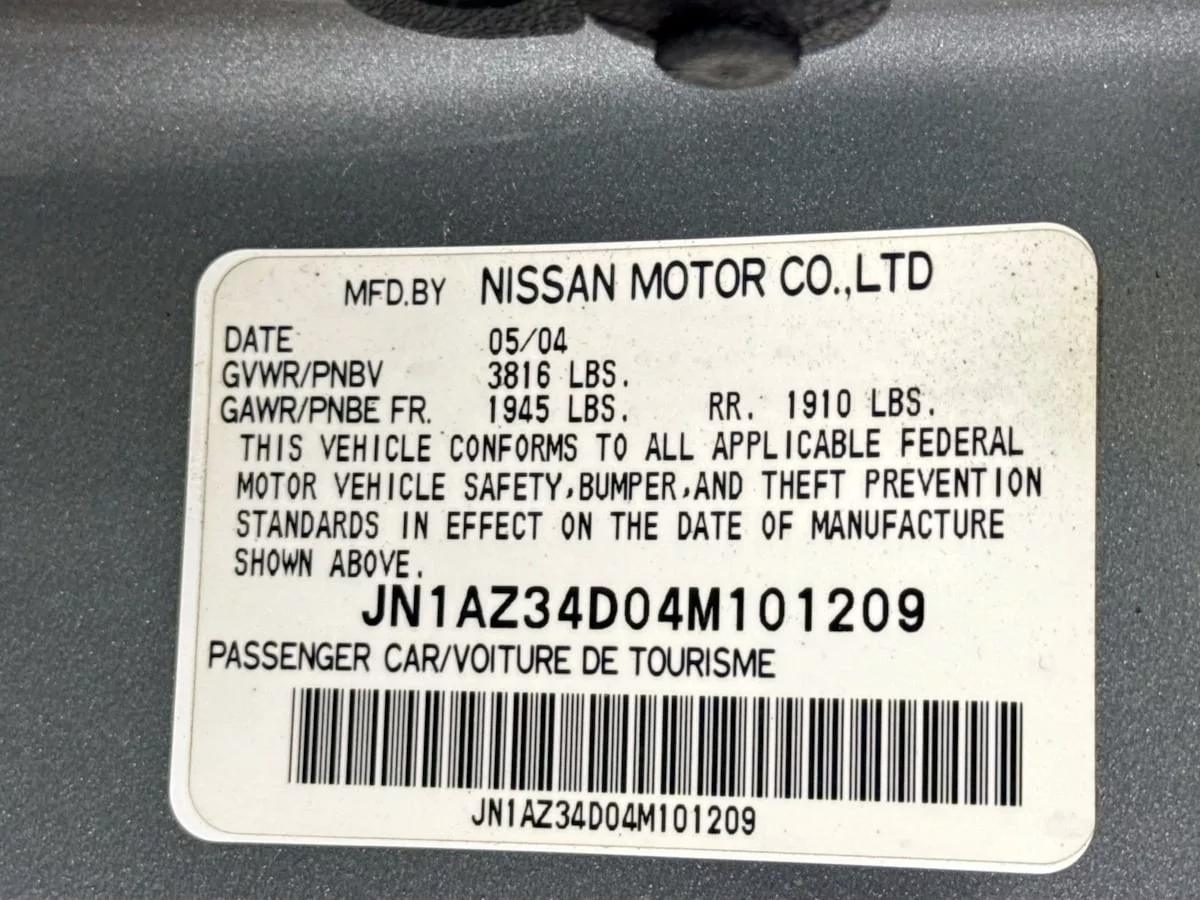 MFD.BY NISSAN MOTOR CO.,LTD
DATE 05/04
GVWR/PNBV 3816 LBS.
GAWR/PNBE FR. 1945 LBS. RR. 1910 LBS.
THIS VEHICLE CONFORMS TO ALL APPLICABLE FEDERAL
MOTOR VEHICLE SAFETY,BUMPER,AND THEFT PREVENTION
STANDARDS IN EFFECT ON THE DATE OF MANUFACTURE
SHOWN ABOVE.
JN1AZ34D04M101209
PASSENGER CAR/VOITURE DE TOURISME
JN1AZ34D04M101209